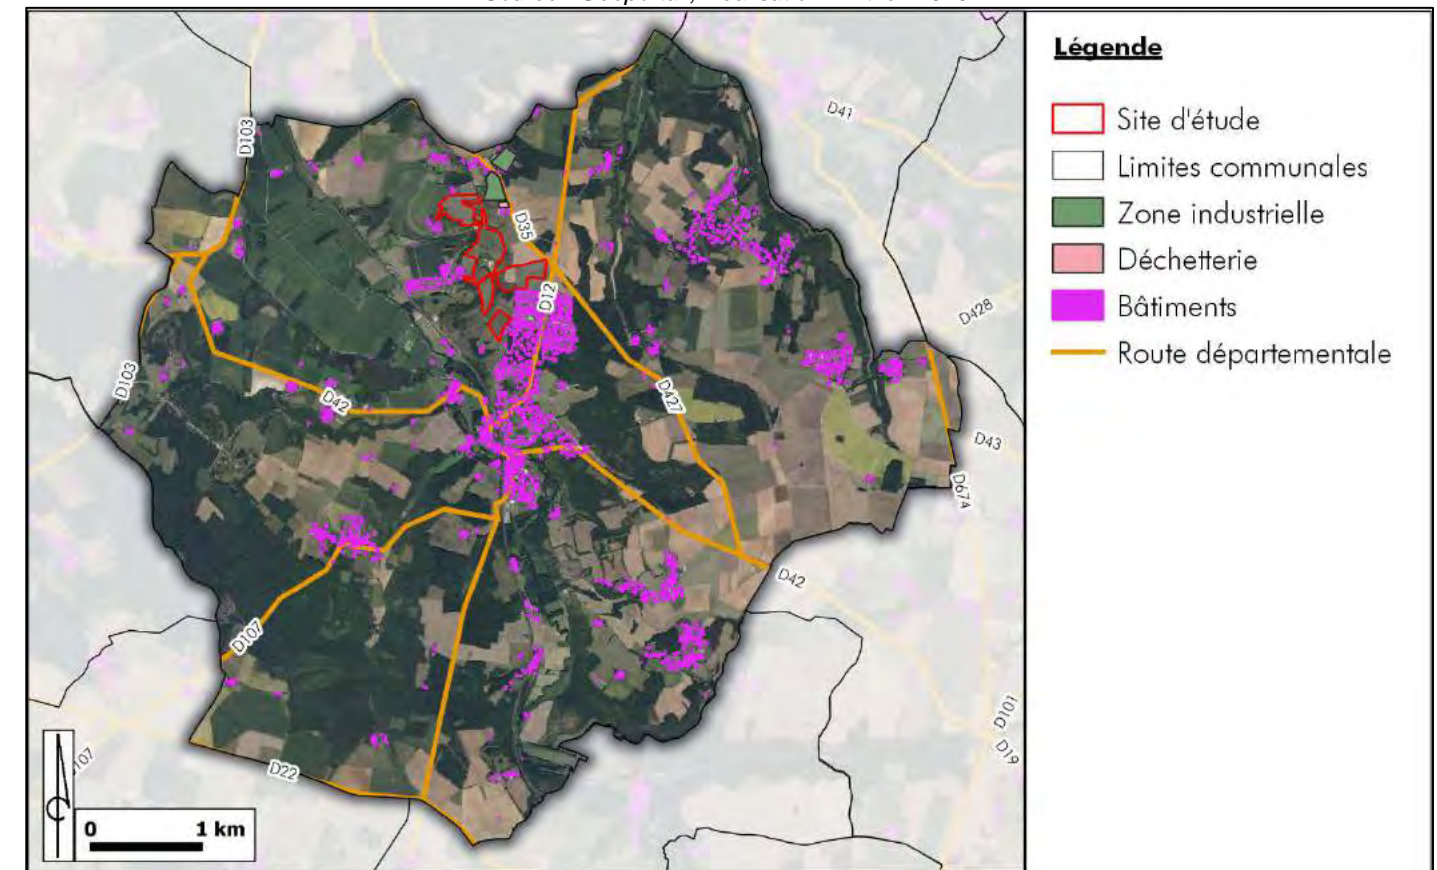 Légende
Site d'étude
Limites communales
Zone industrielle
Déchetterie
Bâtiments
Route départementale
D41
D103
D35
D12
D428
D103
D42
D427
D43
D674
D42
D107
D101
D19
D22
0 1 km